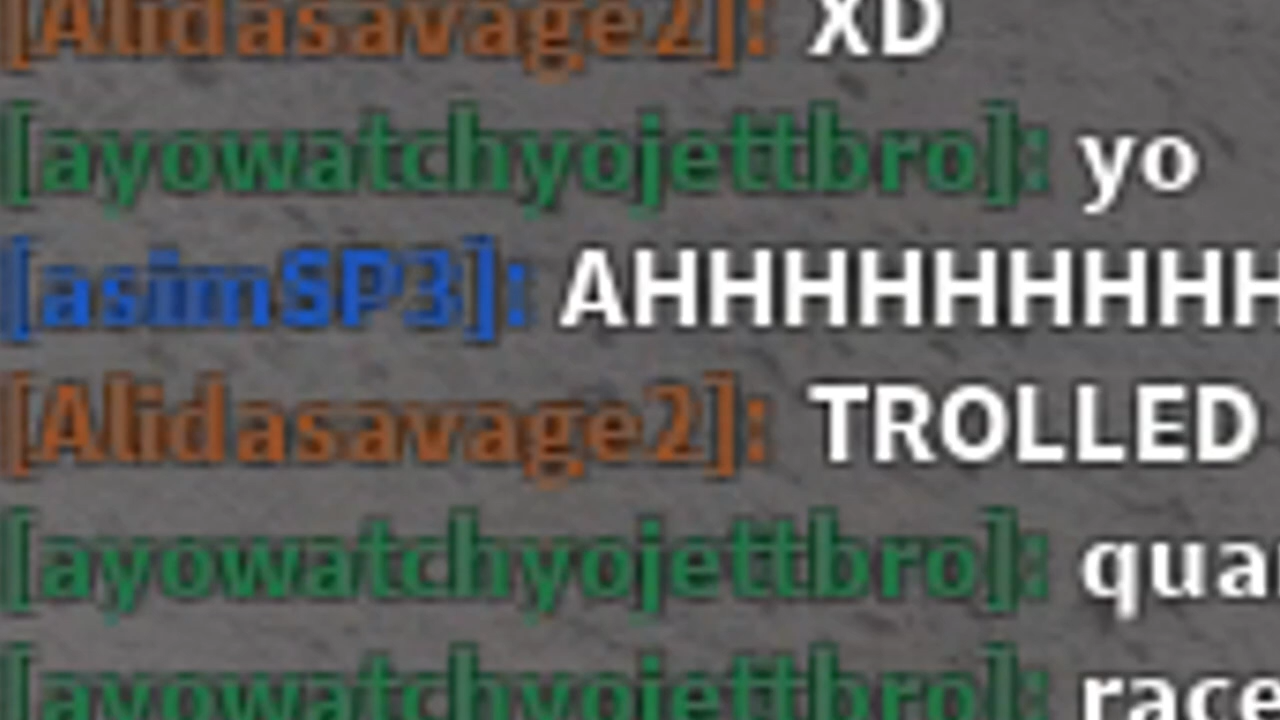 [Alidasavage2]: XD
[ayowatchyojettbro]: yo
[asimSP3]: AHHHHHHHHH
[Alidasavage2]: TROLLED
[ayowatchyojettbro]: qua
[ayowatchyojettbro]: race